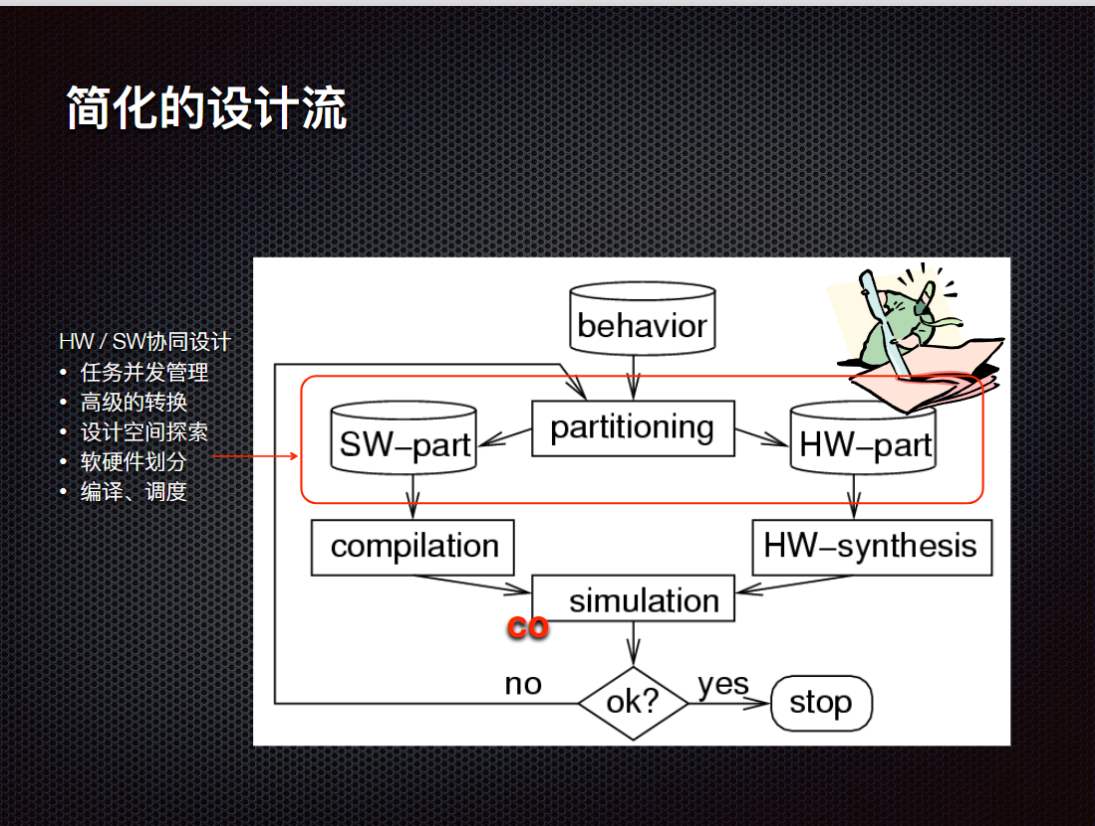 简化的设计流
HW / SW协同设计
• 任务并发管理
• 高级的转换
• 设计空间探索
• 软硬件划分
• 编译、调度
behavior
partitioning
SW–part
HW–part
compilation
HW–synthesis
simulation
co
no
ok?
yes
stop